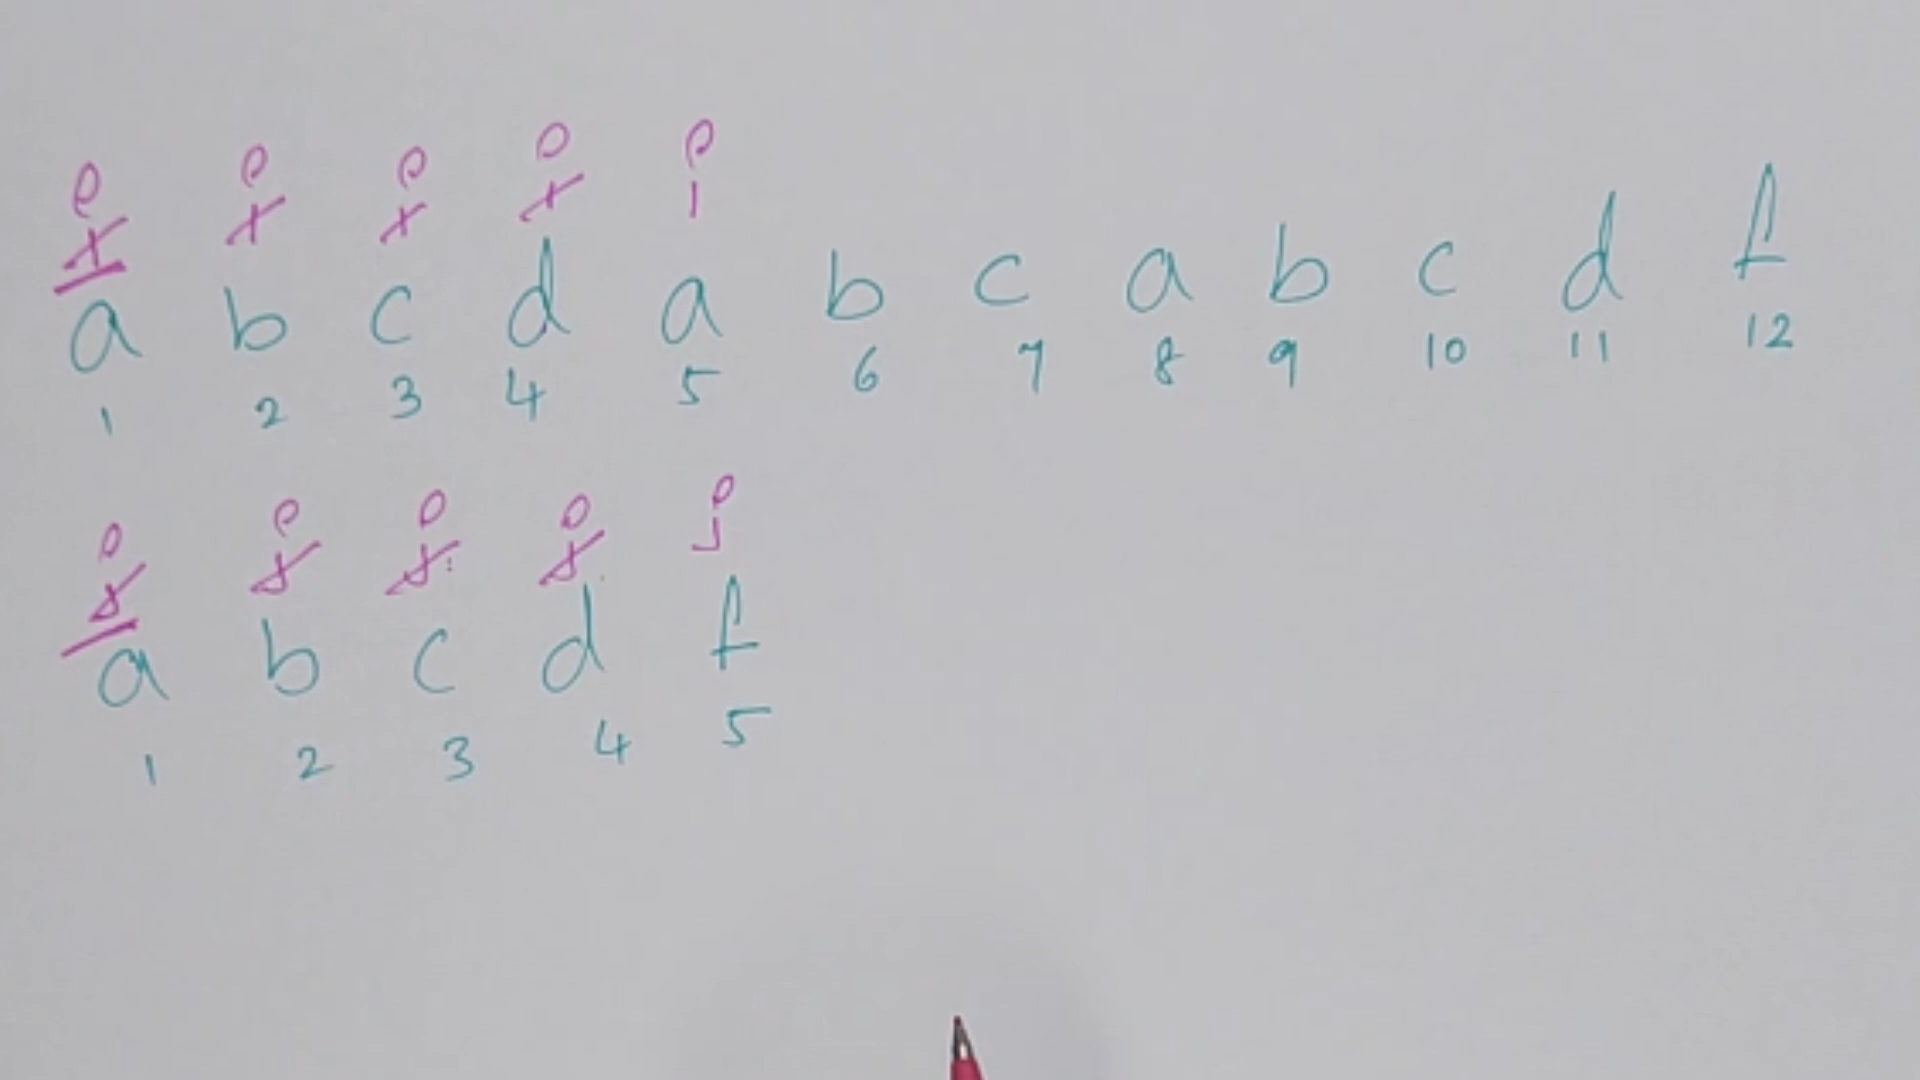 a b c d a b c a b c d f
1 2 3 4 5 6 7 8 9 10 11 12
j
a b c d f
1 2 3 4 5